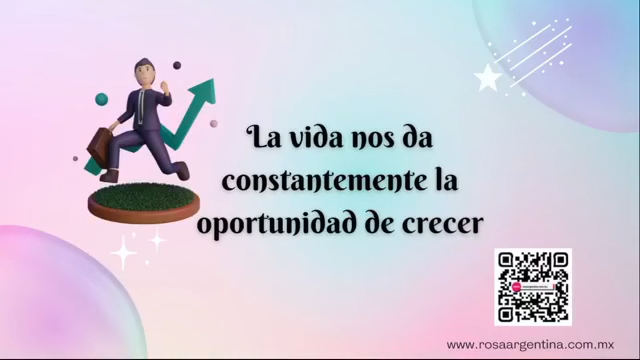 La vida nos da
constantemente la
oportunidad de crecer
www.rosaargentina.com.mx